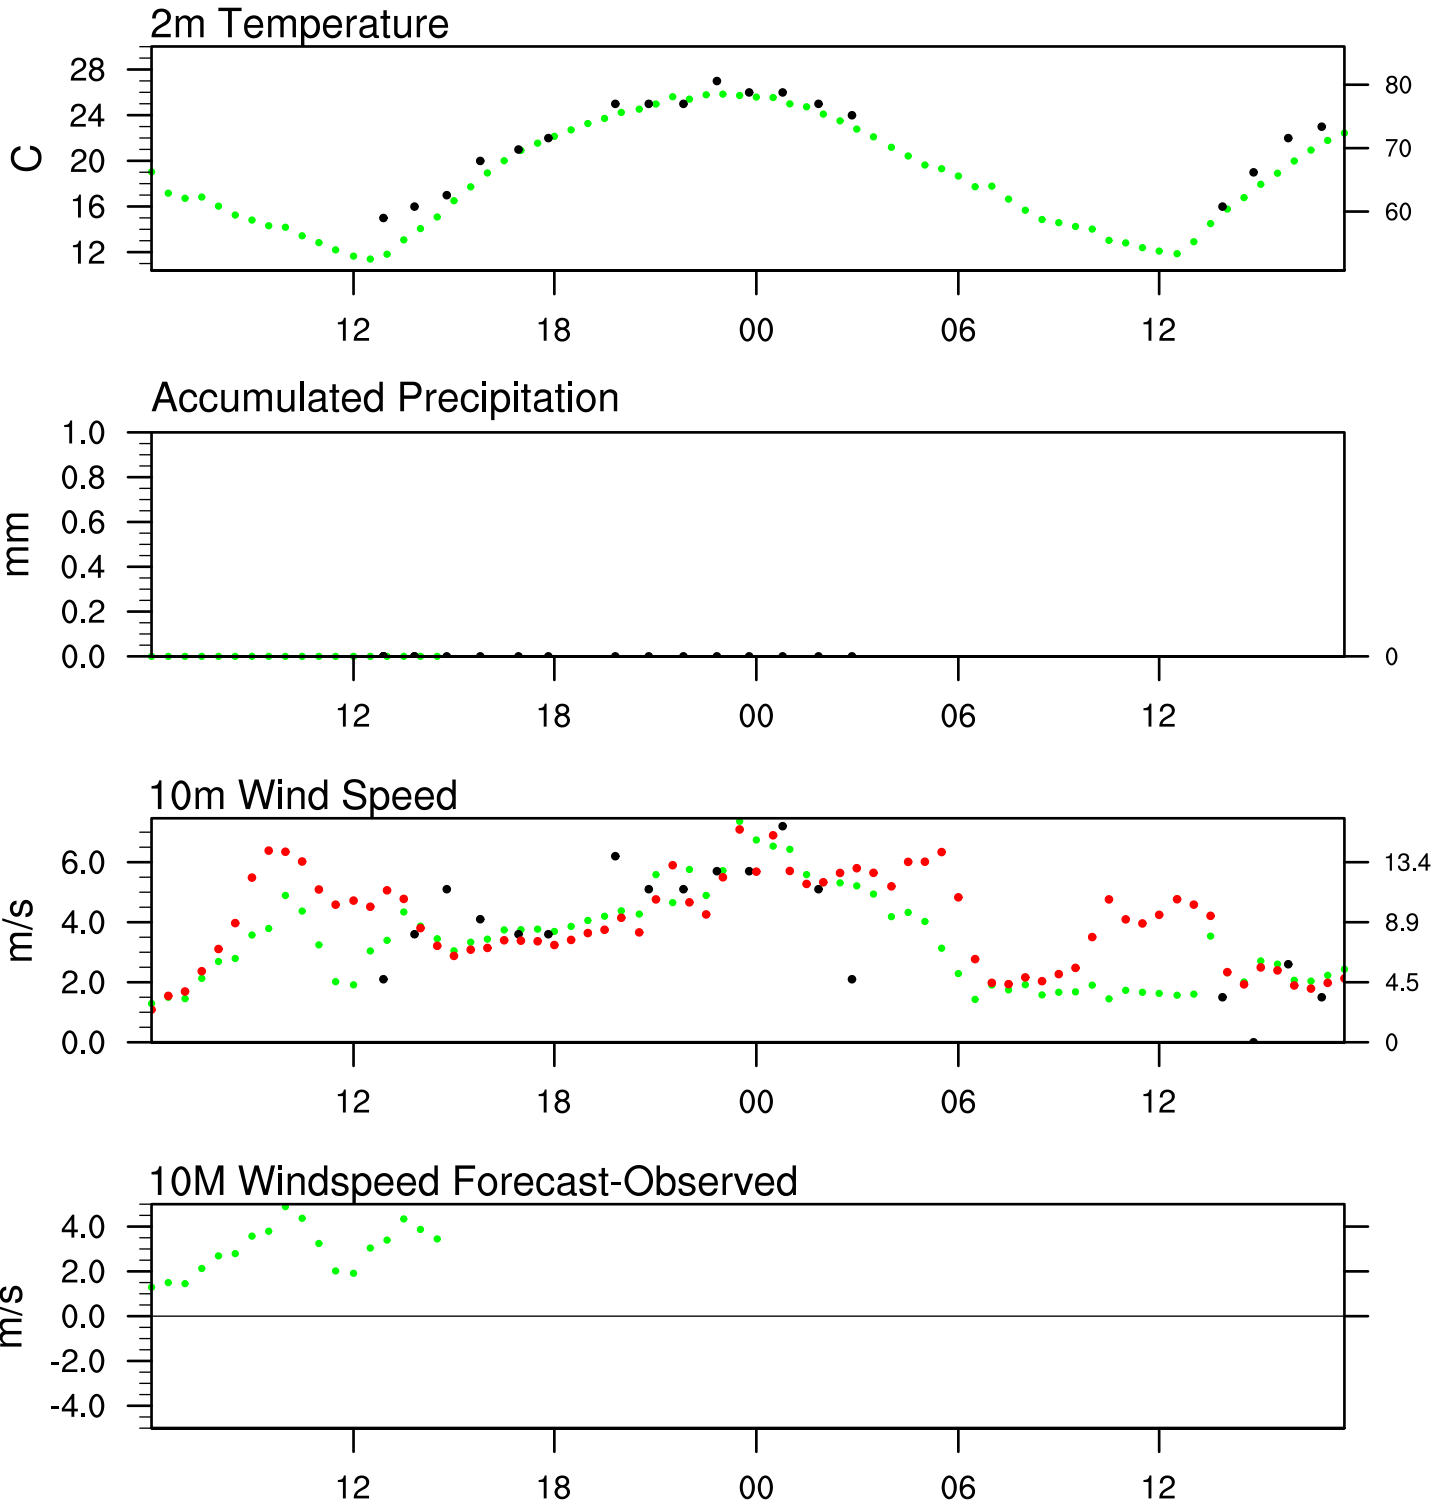 2m Temperature
28
24
20
16
12
C
80
70
60
12 18 00 06 12
Accumulated Precipitation
1.0
0.8
0.6
0.4
0.2
0.0
mm
0
12 18 00 06 12
10m Wind Speed
6.0
4.0
2.0
0.0
m/s
13.4
8.9
4.5
0
12 18 00 06 12
10M Windspeed Forecast-Observed
4.0
2.0
0.0
-2.0
-4.0
m/s
12 18 00 06 12